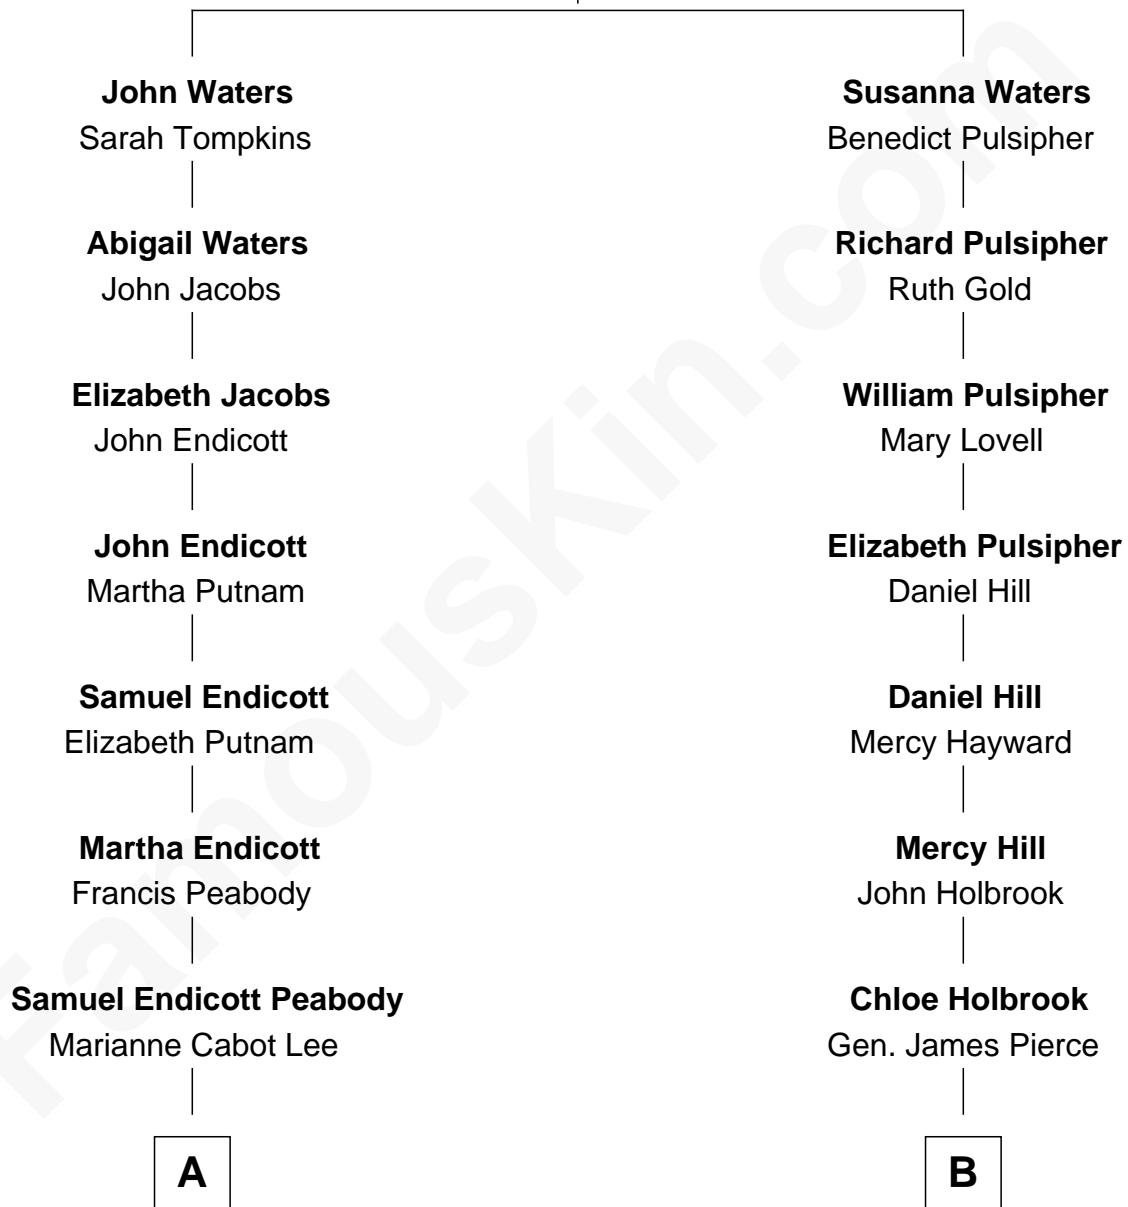 John Waters
Sarah Tompkins
Susanna Waters
Benedict Pulsipher
Abigail Waters
John Jacobs
Richard Pulsipher
Ruth Gold
Elizabeth Jacobs
John Endicott
William Pulsipher
Mary Lovell
John Endicott
Martha Putnam
Elizabeth Pulsipher
Daniel Hill
Samuel Endicott
Elizabeth Putnam
Daniel Hill
Mercy Hayward
Martha Endicott
Francis Peabody
Mercy Hill
John Holbrook
Samuel Endicott Peabody
Marianne Cabot Lee
Chloe Holbrook
Gen. James Pierce
A
B
FamousKin.com